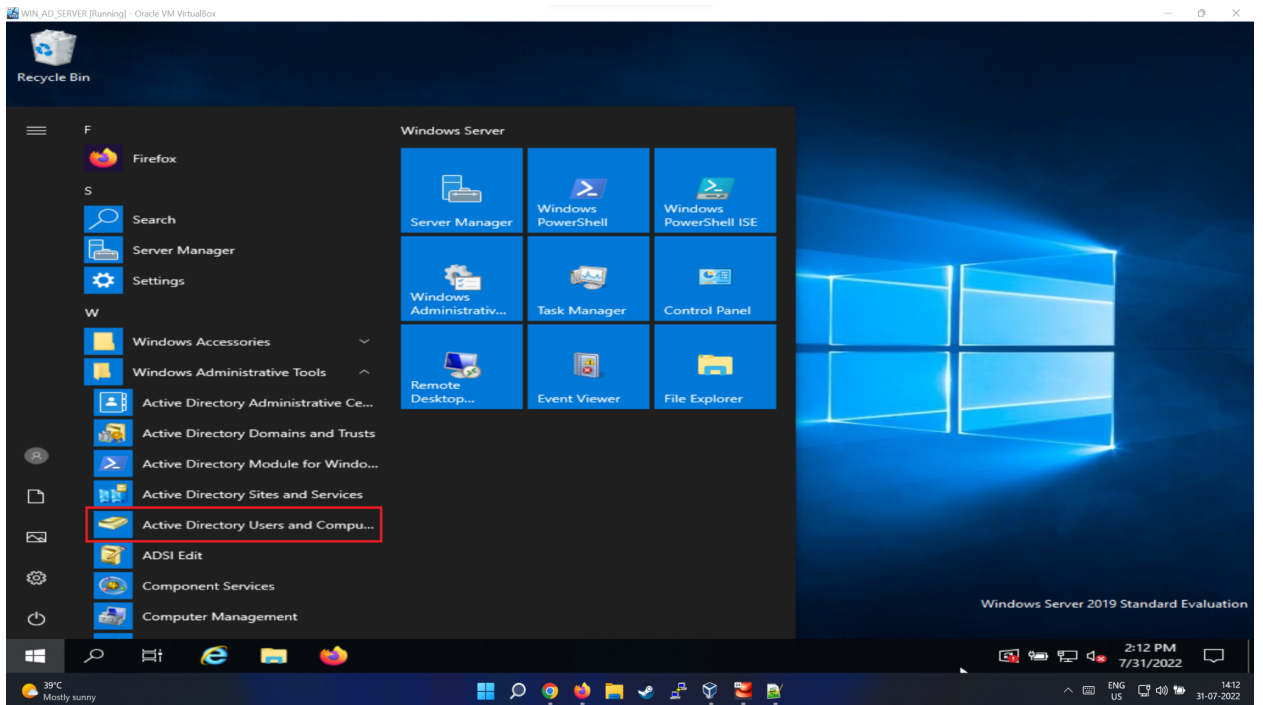 WIN_AD_SERVER [Running] - Oracle VM VirtualBox
Recycle Bin
F
Firefox
S
Search
Server Manager
Settings
W
Windows Accessories
Windows Administrative Tools
Active Directory Administrative Ce...
Active Directory Domains and Trusts
Active Directory Module for Windo...
Active Directory Sites and Services
Active Directory Users and Compu...
ADSI Edit
Component Services
Computer Management
Windows Server
Server Manager
Windows
PowerShell
Windows
PowerShell ISE
Windows
Administrativ...
Task Manager
Control Panel
Remote
Desktop...
Event Viewer
File Explorer
Windows Server 2019 Standard Evaluation
2:12 PM
7/31/2022
39°C
Mostly sunny
ENG
US
14:12
31-07-2022